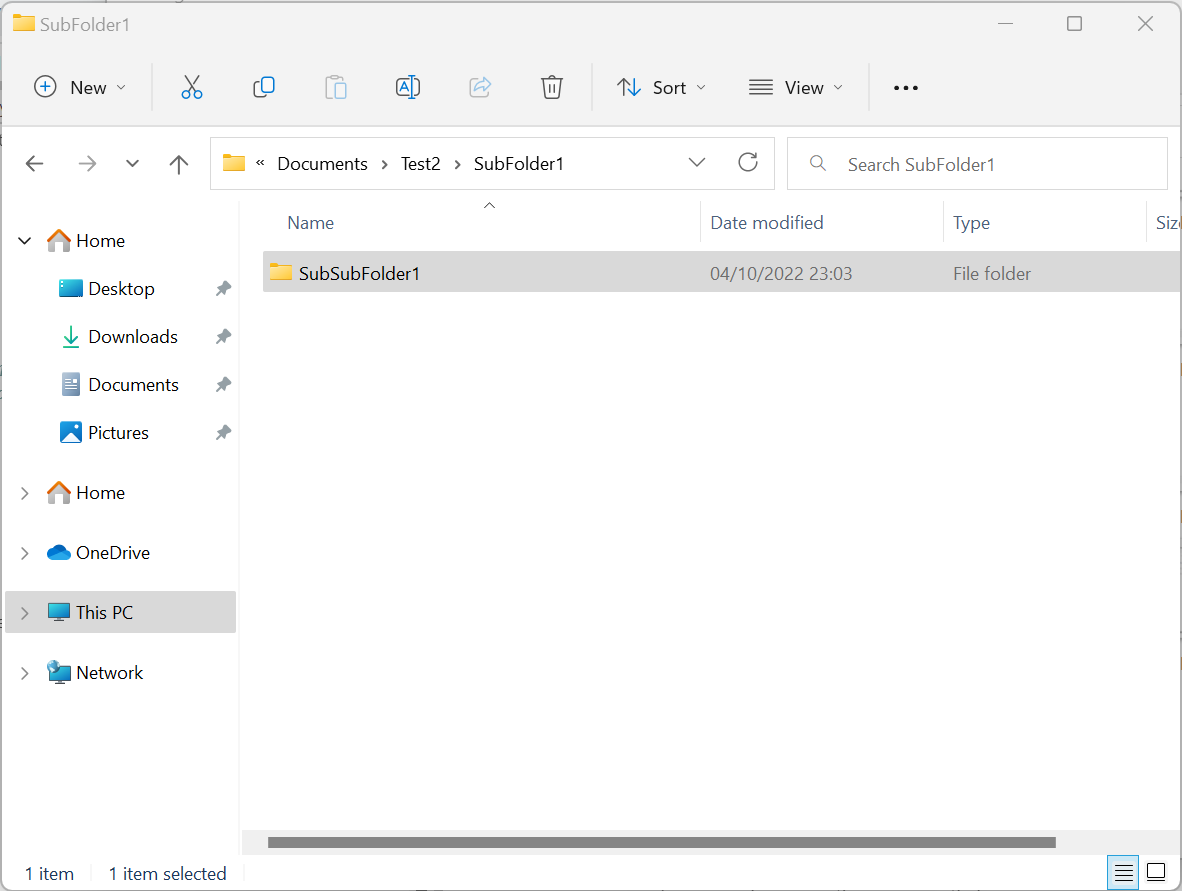 SubFolder1
New
Sort
View
« Documents > Test2 > SubFolder1
Search SubFolder1
Name Date modified Type Size
SubSubFolder1 04/10/2022 23:03 File folder
Home
Desktop
Downloads
Documents
Pictures
Home
OneDrive
This PC
Network
1 item 1 item selected